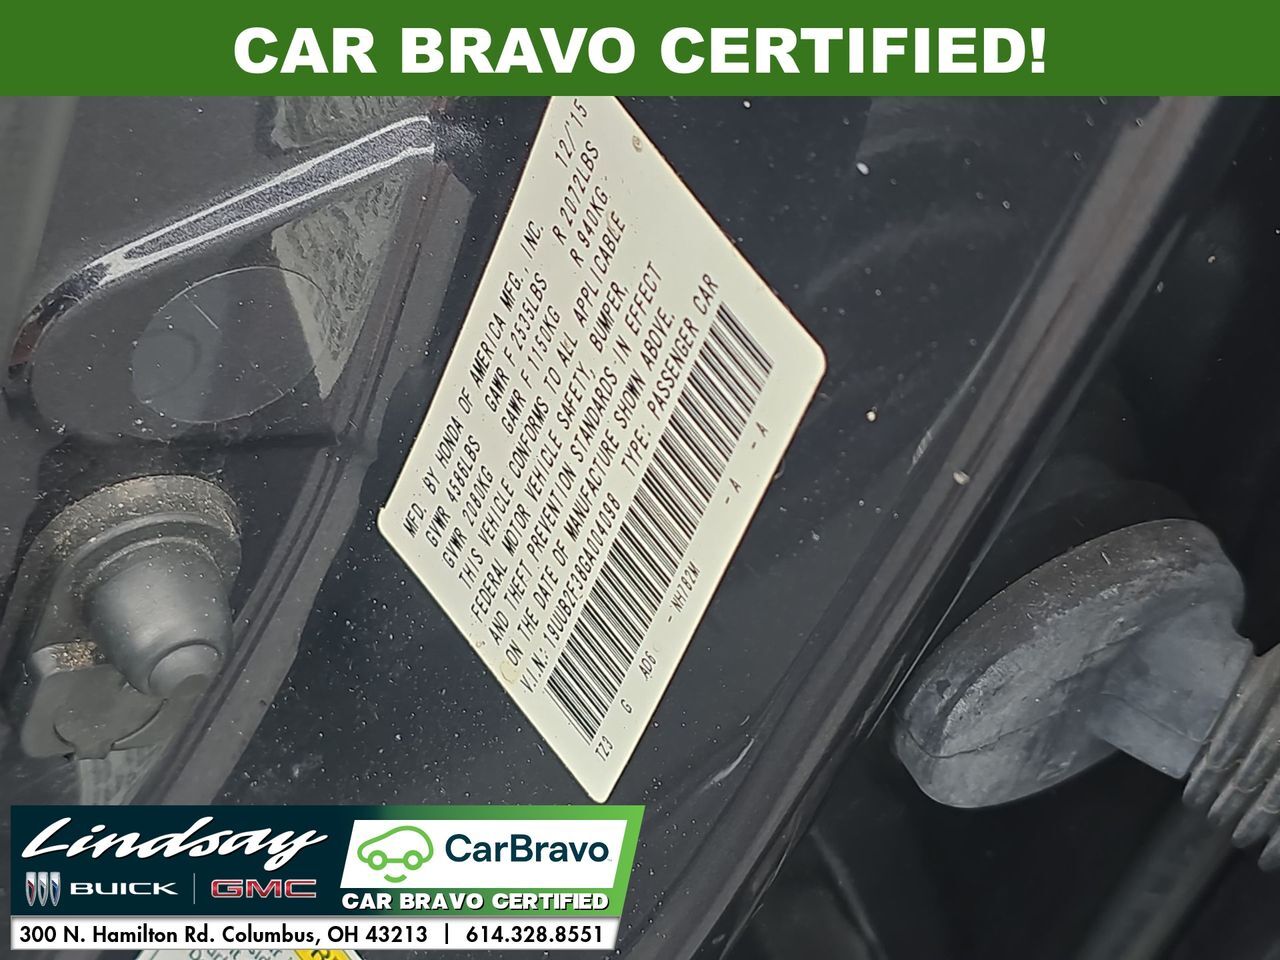 CAR BRAVO CERTIFIED!
MFD. BY HONDA OF AMERICA MFG., INC. 12/'15
GVWR 4586LBS GAWR F 2535LBS R 2072LBS
GVWR 2080KG GAWR F 1150KG R 940KG
THIS VEHICLE CONFORMS TO ALL APPLICABLE
FEDERAL MOTOR VEHICLE SAFETY, BUMPER,
AND THEFT PREVENTION STANDARDS IN EFFECT
ON THE DATE OF MANUFACTURE SHOWN ABOVE.
V.I.N.: 19UUB2F38GA004098 TYPE: PASSENGER CAR
TZ3 G AD6 - NH782M - A - A
Lindsay
BUICK | GMC
CarBravo
CAR BRAVO CERTIFIED
300 N. Hamilton Rd. Columbus, OH 43213 | 614.328.8551